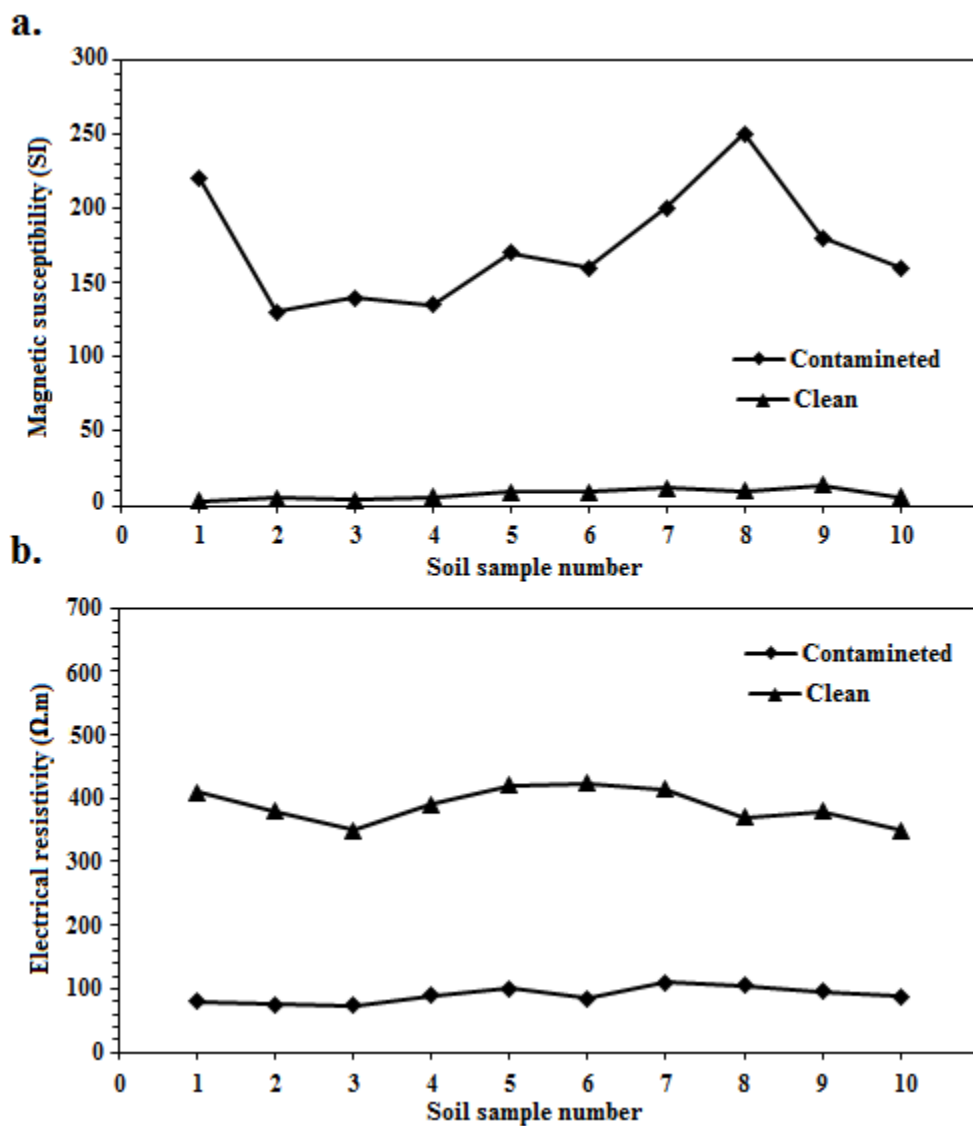 a.
Magnetic susceptibility (SI)
300
250
200
150
100
50
0
Contamineted
Clean
0 1 2 3 4 5 6 7 8 9 10
Soil sample number
b.
Electrical resistivity (Ω.m)
700
600
500
400
300
200
100
0
Contamineted
Clean
0 1 2 3 4 5 6 7 8 9 10
Soil sample number